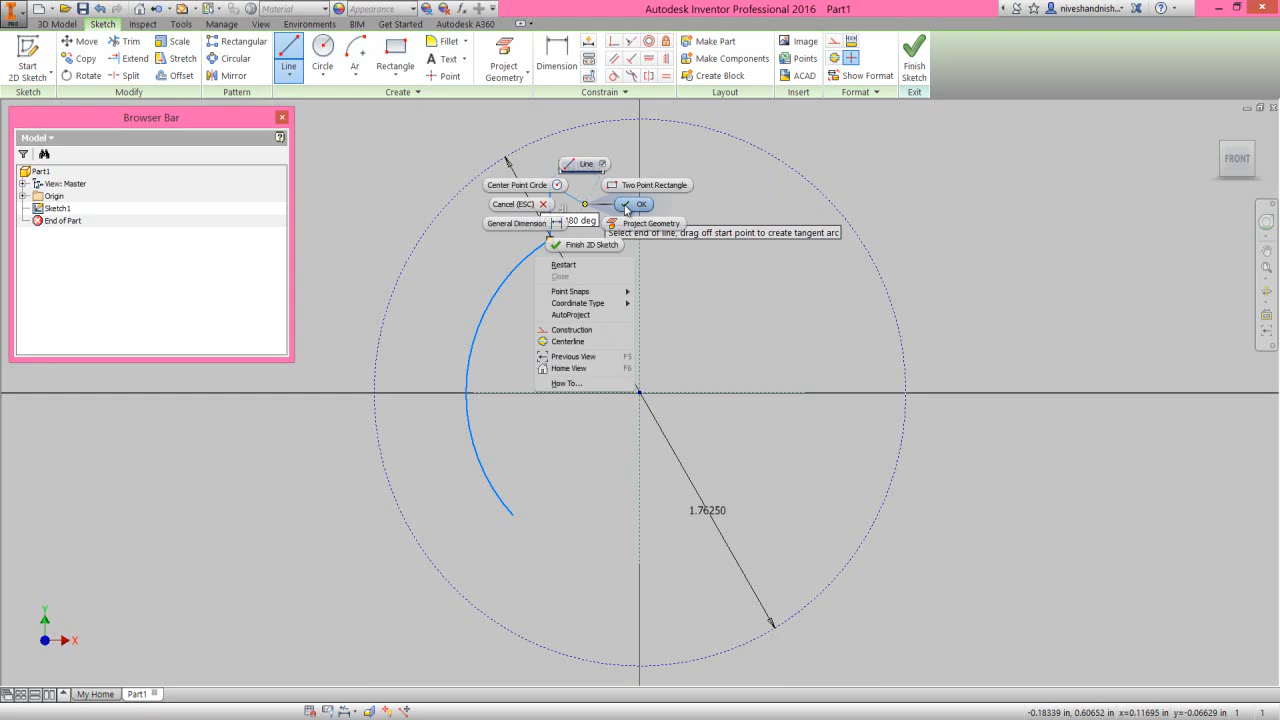 PRO
Material
Appearance
Autodesk Inventor Professional 2016 Part1
niveshandnish...
3D Model Sketch Inspect Tools Manage View Environments BIM Get Started Autodesk A360
Start
2D Sketch
Sketch
Move Trim Scale
Copy Extend Stretch
Rotate Split Offset
Modify
Rectangular
Circular
Mirror
Pattern
Line Circle Ar Rectangle
Fillet
Text
Point
Project
Geometry
Create
Dimension
Constrain
Make Part
Make Components
Create Block
Layout
Image
Points
ACAD
Insert
Show Format
Format
Finish
Sketch
Exit
Browser Bar
Model
Part1
View: Master
Origin
Sketch1
End of Part
Line
Center Point Circle Two Point Rectangle
Cancel (ESC) OK
80 deg
General Dimension Project Geometry
Select end of line, drag off start point to create tangent arc
Finish 2D Sketch
Restart
Close
Point Snaps
Coordinate Type
AutoProject
Construction
Centerline
Previous View F5
Home View F6
How To...
1.76250
FRONT
Y
X
My Home Part1
-0.18339 in, 0.60652 in x=0.11695 in y=-0.06629 in 1 1